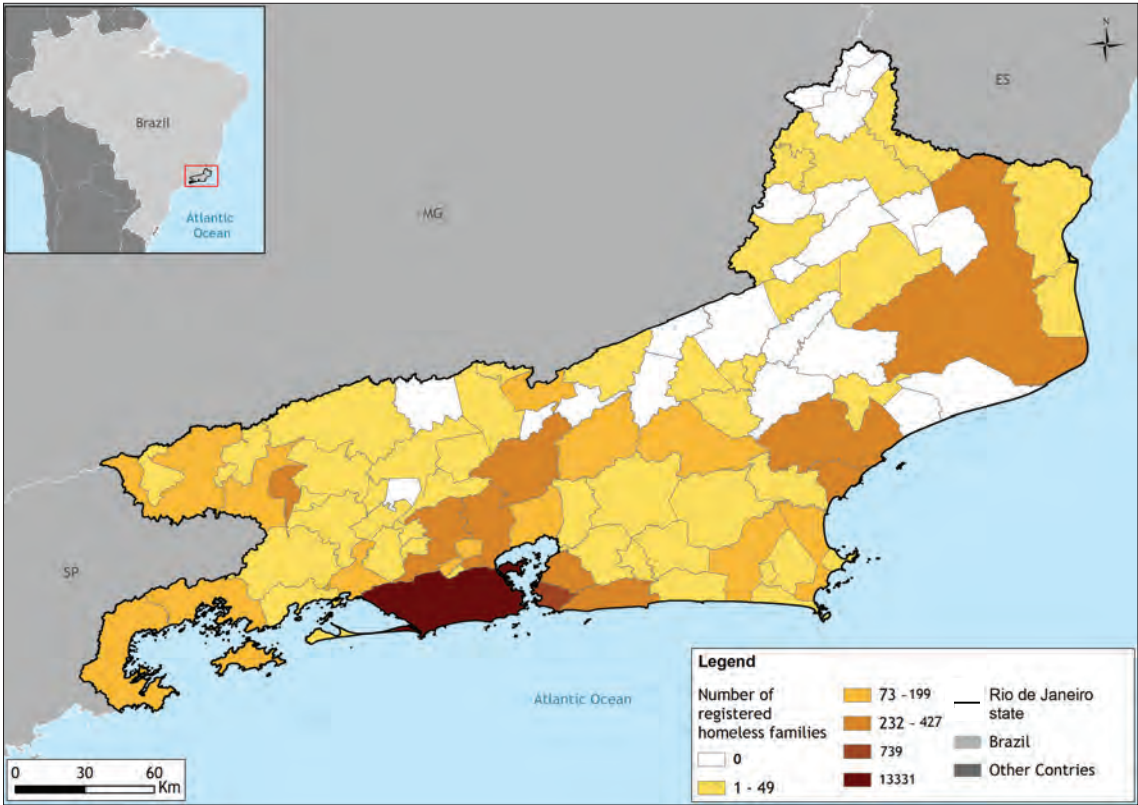 N
ES
Brazil
Atlantic
Ocean
MG
SP
Atlantic Ocean
Legend
Number of
registered
homeless families
0
1 - 49
73 - 199
232 - 427
739
13331
Rio de Janeiro
state
Brazil
Other Contries
0 30 60
Km